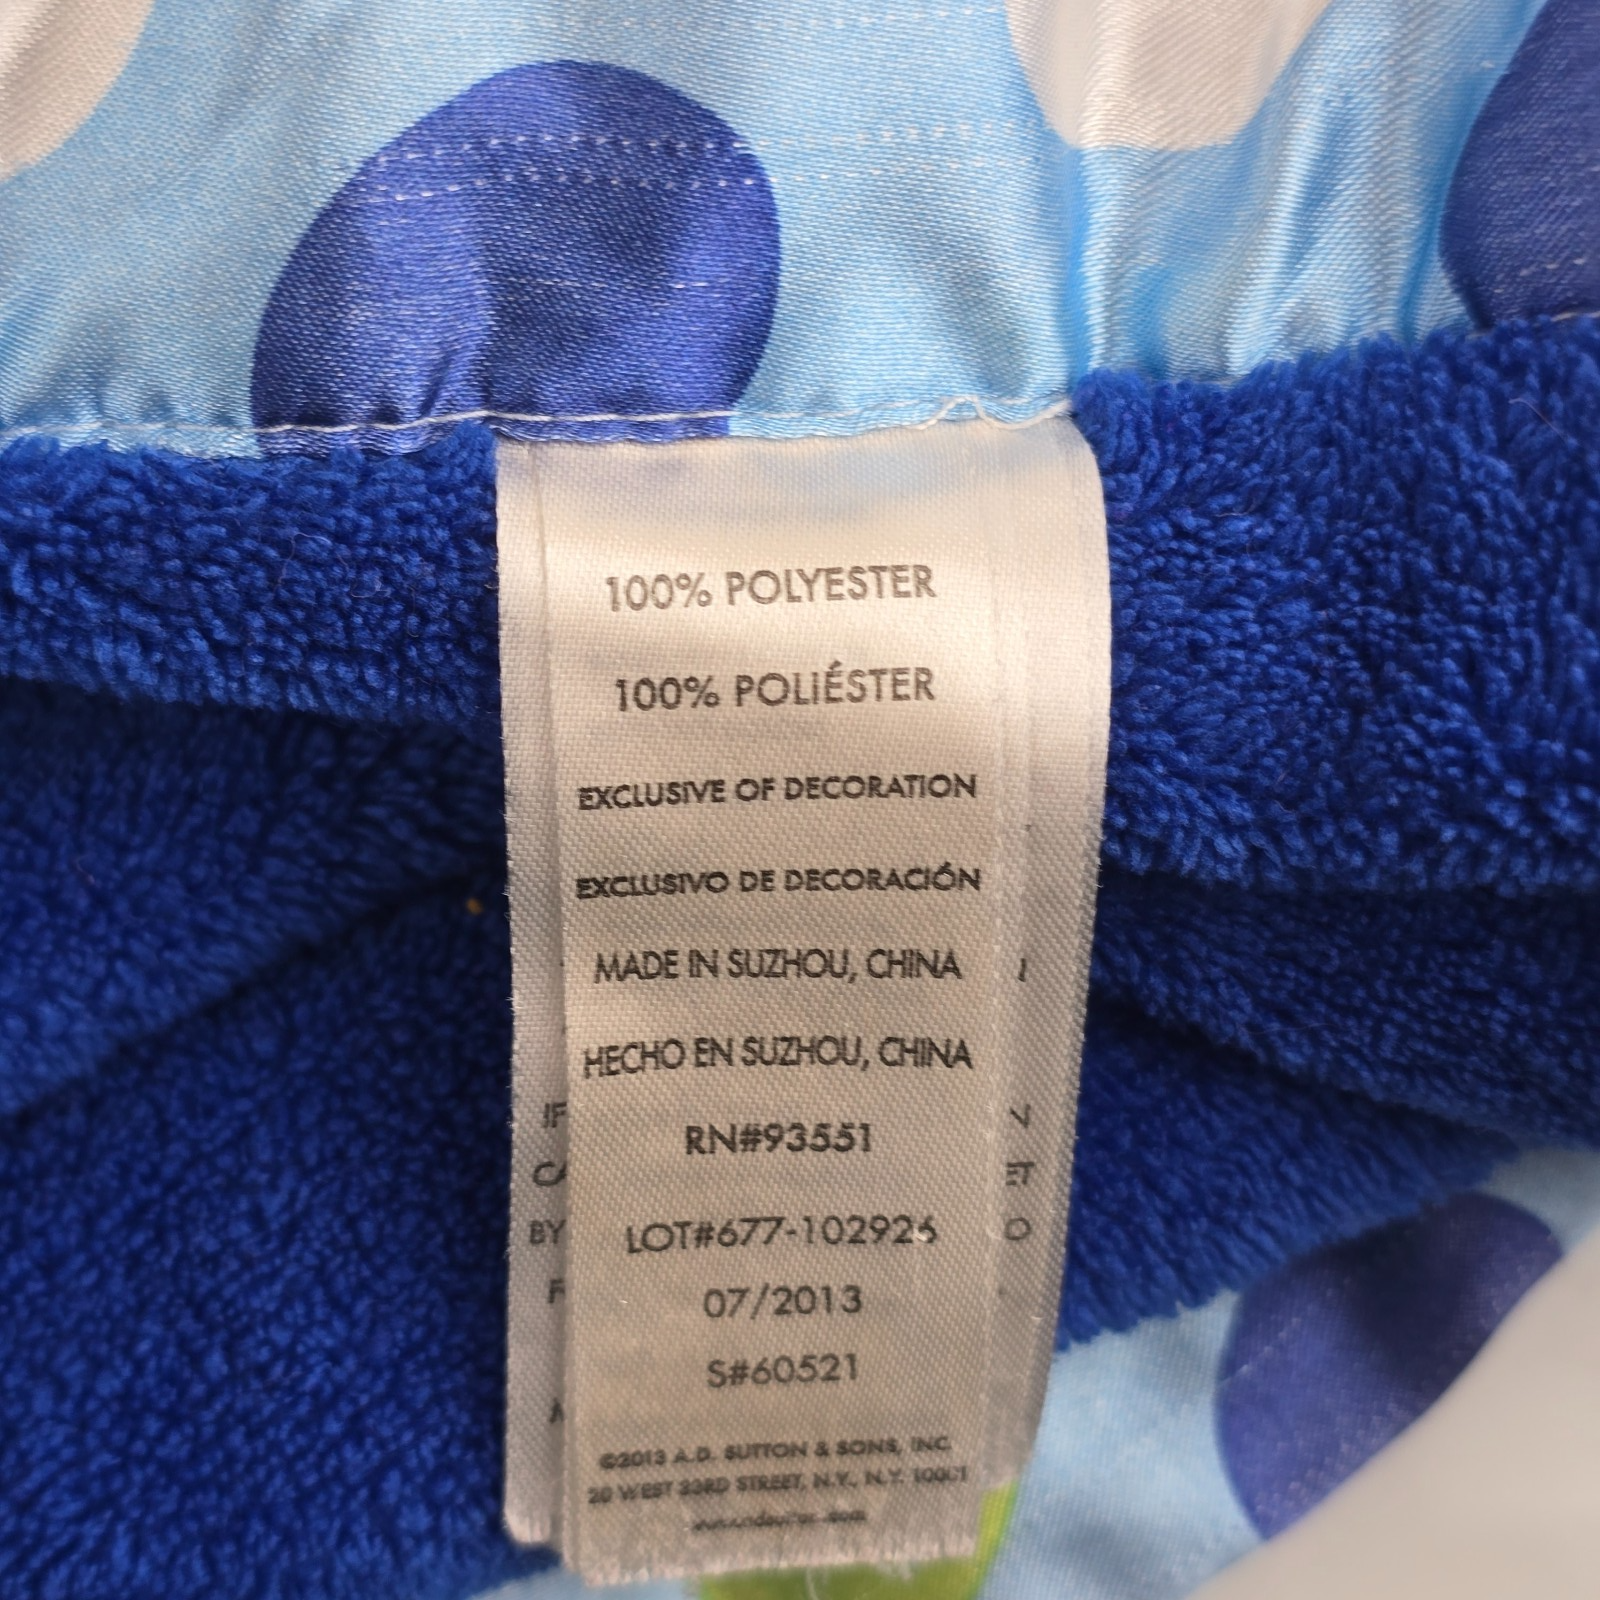 100% POLYESTER
100% POLIÉSTER
EXCLUSIVE OF DECORATION
EXCLUSIVO DE DECORACIÓN
MADE IN SUZHOU, CHINA
HECHO EN SUZHOU, CHINA
RN#93551
LOT#677-102926
07/2013
S#60521
©2013 A.D. SUTTON & SONS, INC.
20 WEST 33RD STREET, N.Y., N.Y. 10001